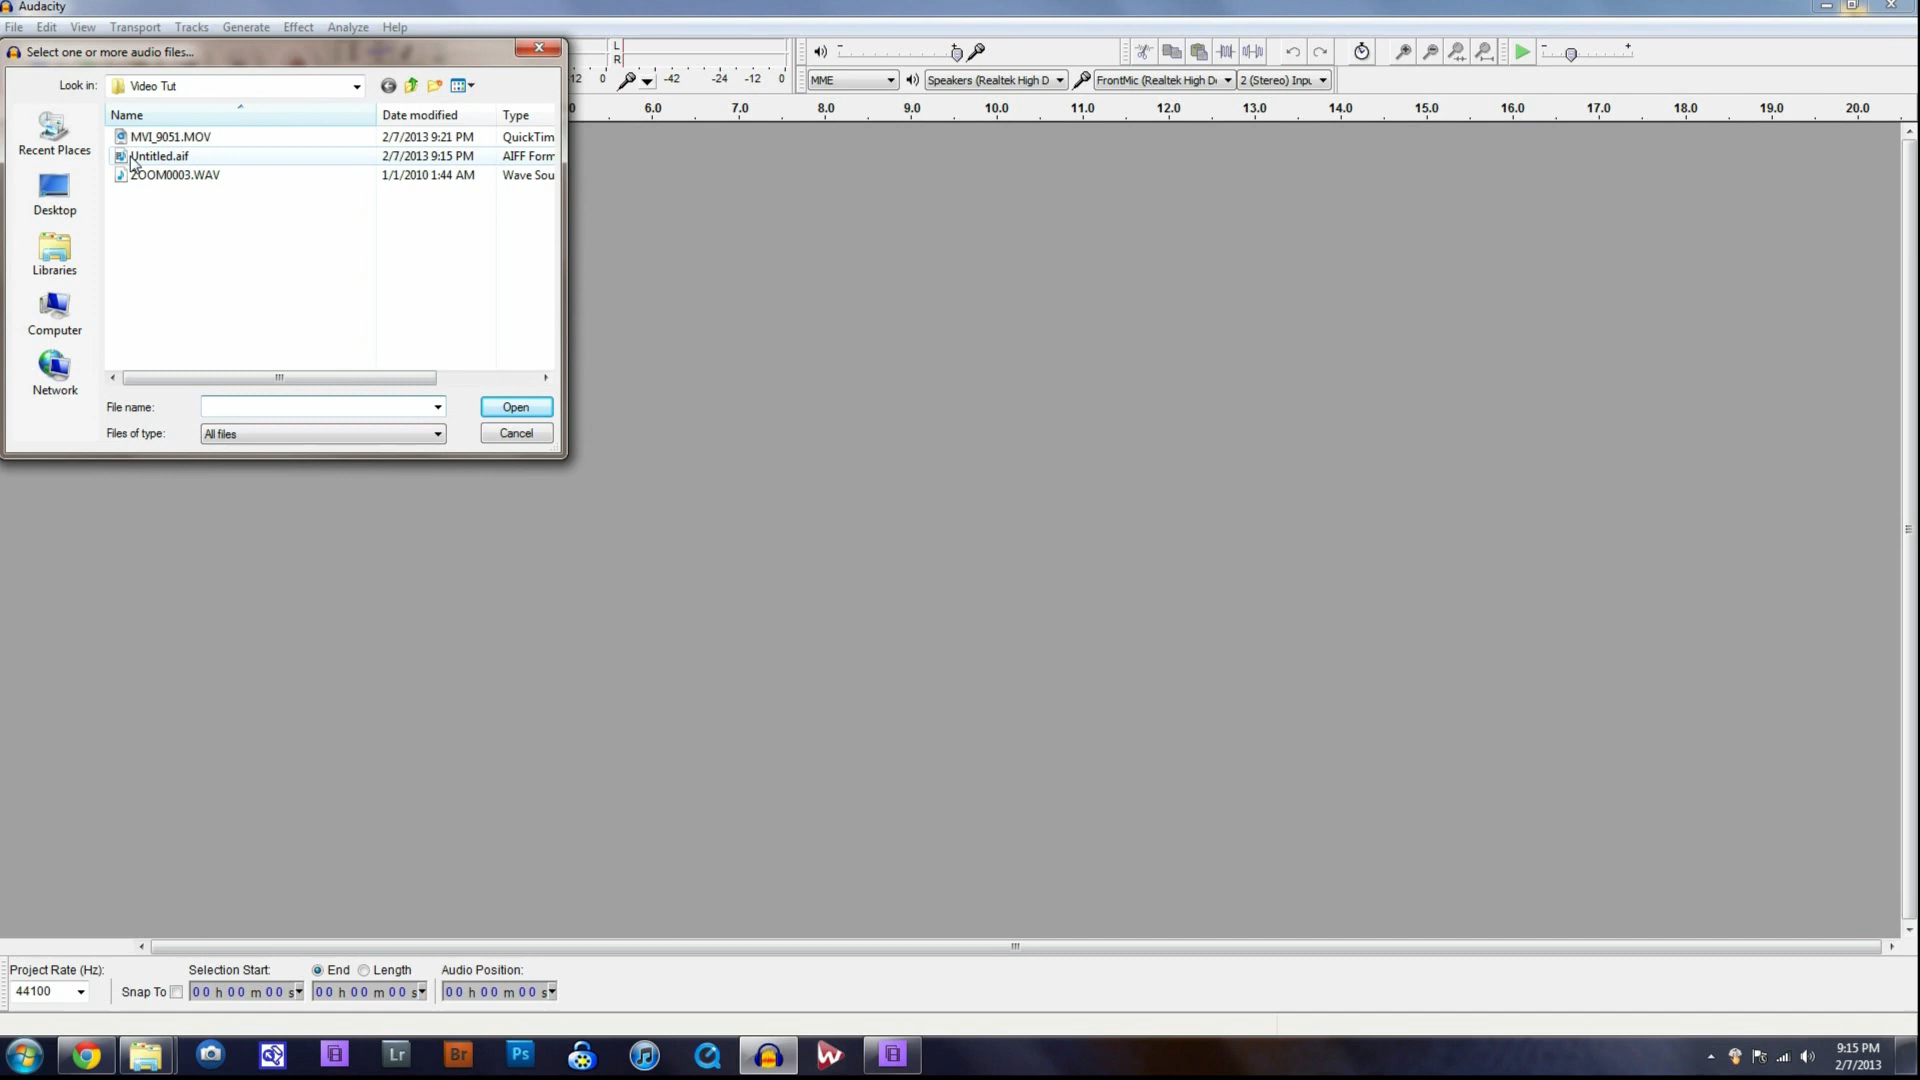 Audacity
File Edit View Transport Tracks Generate Effect Analyze Help
Select one or more audio files...
L
R
12 0 -42 -24 -12 0
Look in: Video Tut
MME Speakers (Realtek High D FrontMic (Realtek High De 2 (Stereo) Inpu
0 6.0 7.0 8.0 9.0 10.0 11.0 12.0 13.0 14.0 15.0 16.0 17.0 18.0 19.0 20.0
Name Date modified Type
MVI_9051.MOV 2/7/2013 9:21 PM QuickTim
Untitled.aif 2/7/2013 9:15 PM AIFF Form
ZOOM0003.WAV 1/1/2010 1:44 AM Wave Sou
Recent Places
Desktop
Libraries
Computer
Network
File name: Open
Files of type: All files Cancel
Project Rate (Hz): Selection Start: End Length Audio Position:
44100 Snap To 00 h 00 m 00 s 00 h 00 m 00 s 00 h 00 m 00 s
Lr Br Ps
9:15 PM
2/7/2013